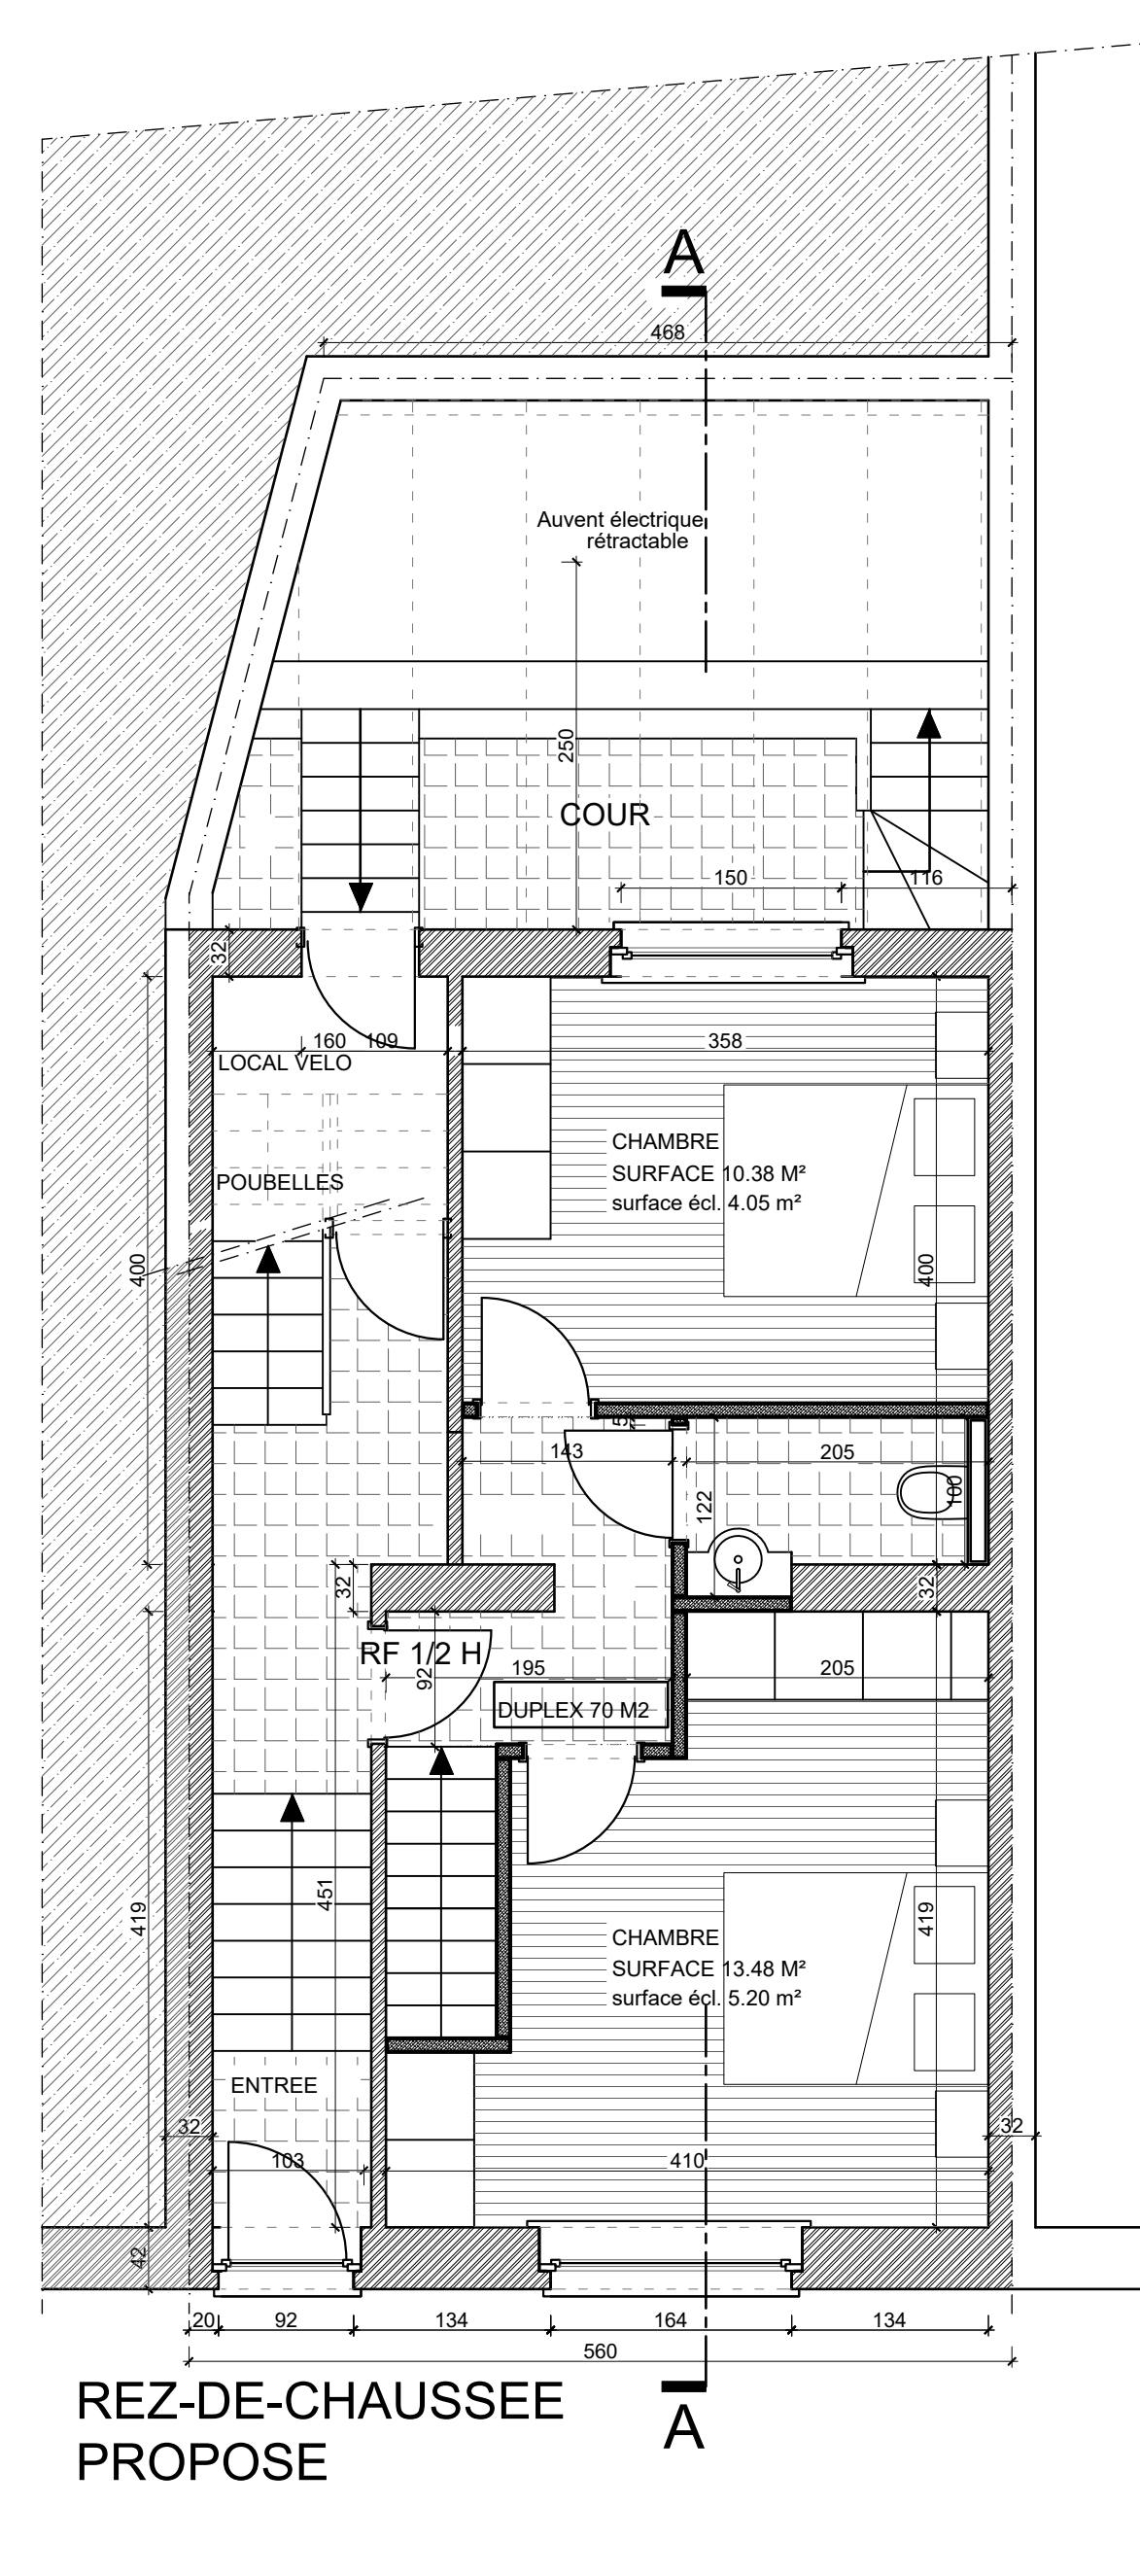 A
468
Auvent électrique
rétractable
250
COUR
150
116
32
160
109
358
LOCAL VELO
CHAMBRE
SURFACE 10.38 M²
surface écl. 4.05 m²
POUBELLES
400
400
5
143
205
122
100
32
32
RF 1/2 H
92
195
205
DUPLEX 70 M2
451
419
419
CHAMBRE
SURFACE 13.48 M²
surface écl. 5.20 m²
ENTREE
32
32
103
410
42
20
92
134
164
134
560
REZ-DE-CHAUSSEE
PROPOSE
A